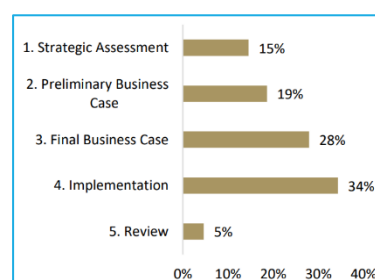 1. Strategic Assessment 15%
2. Preliminary Business
Case 19%
3. Final Business Case 28%
4. Implementation 34%
5. Review 5%
0% 10% 20% 30% 40%